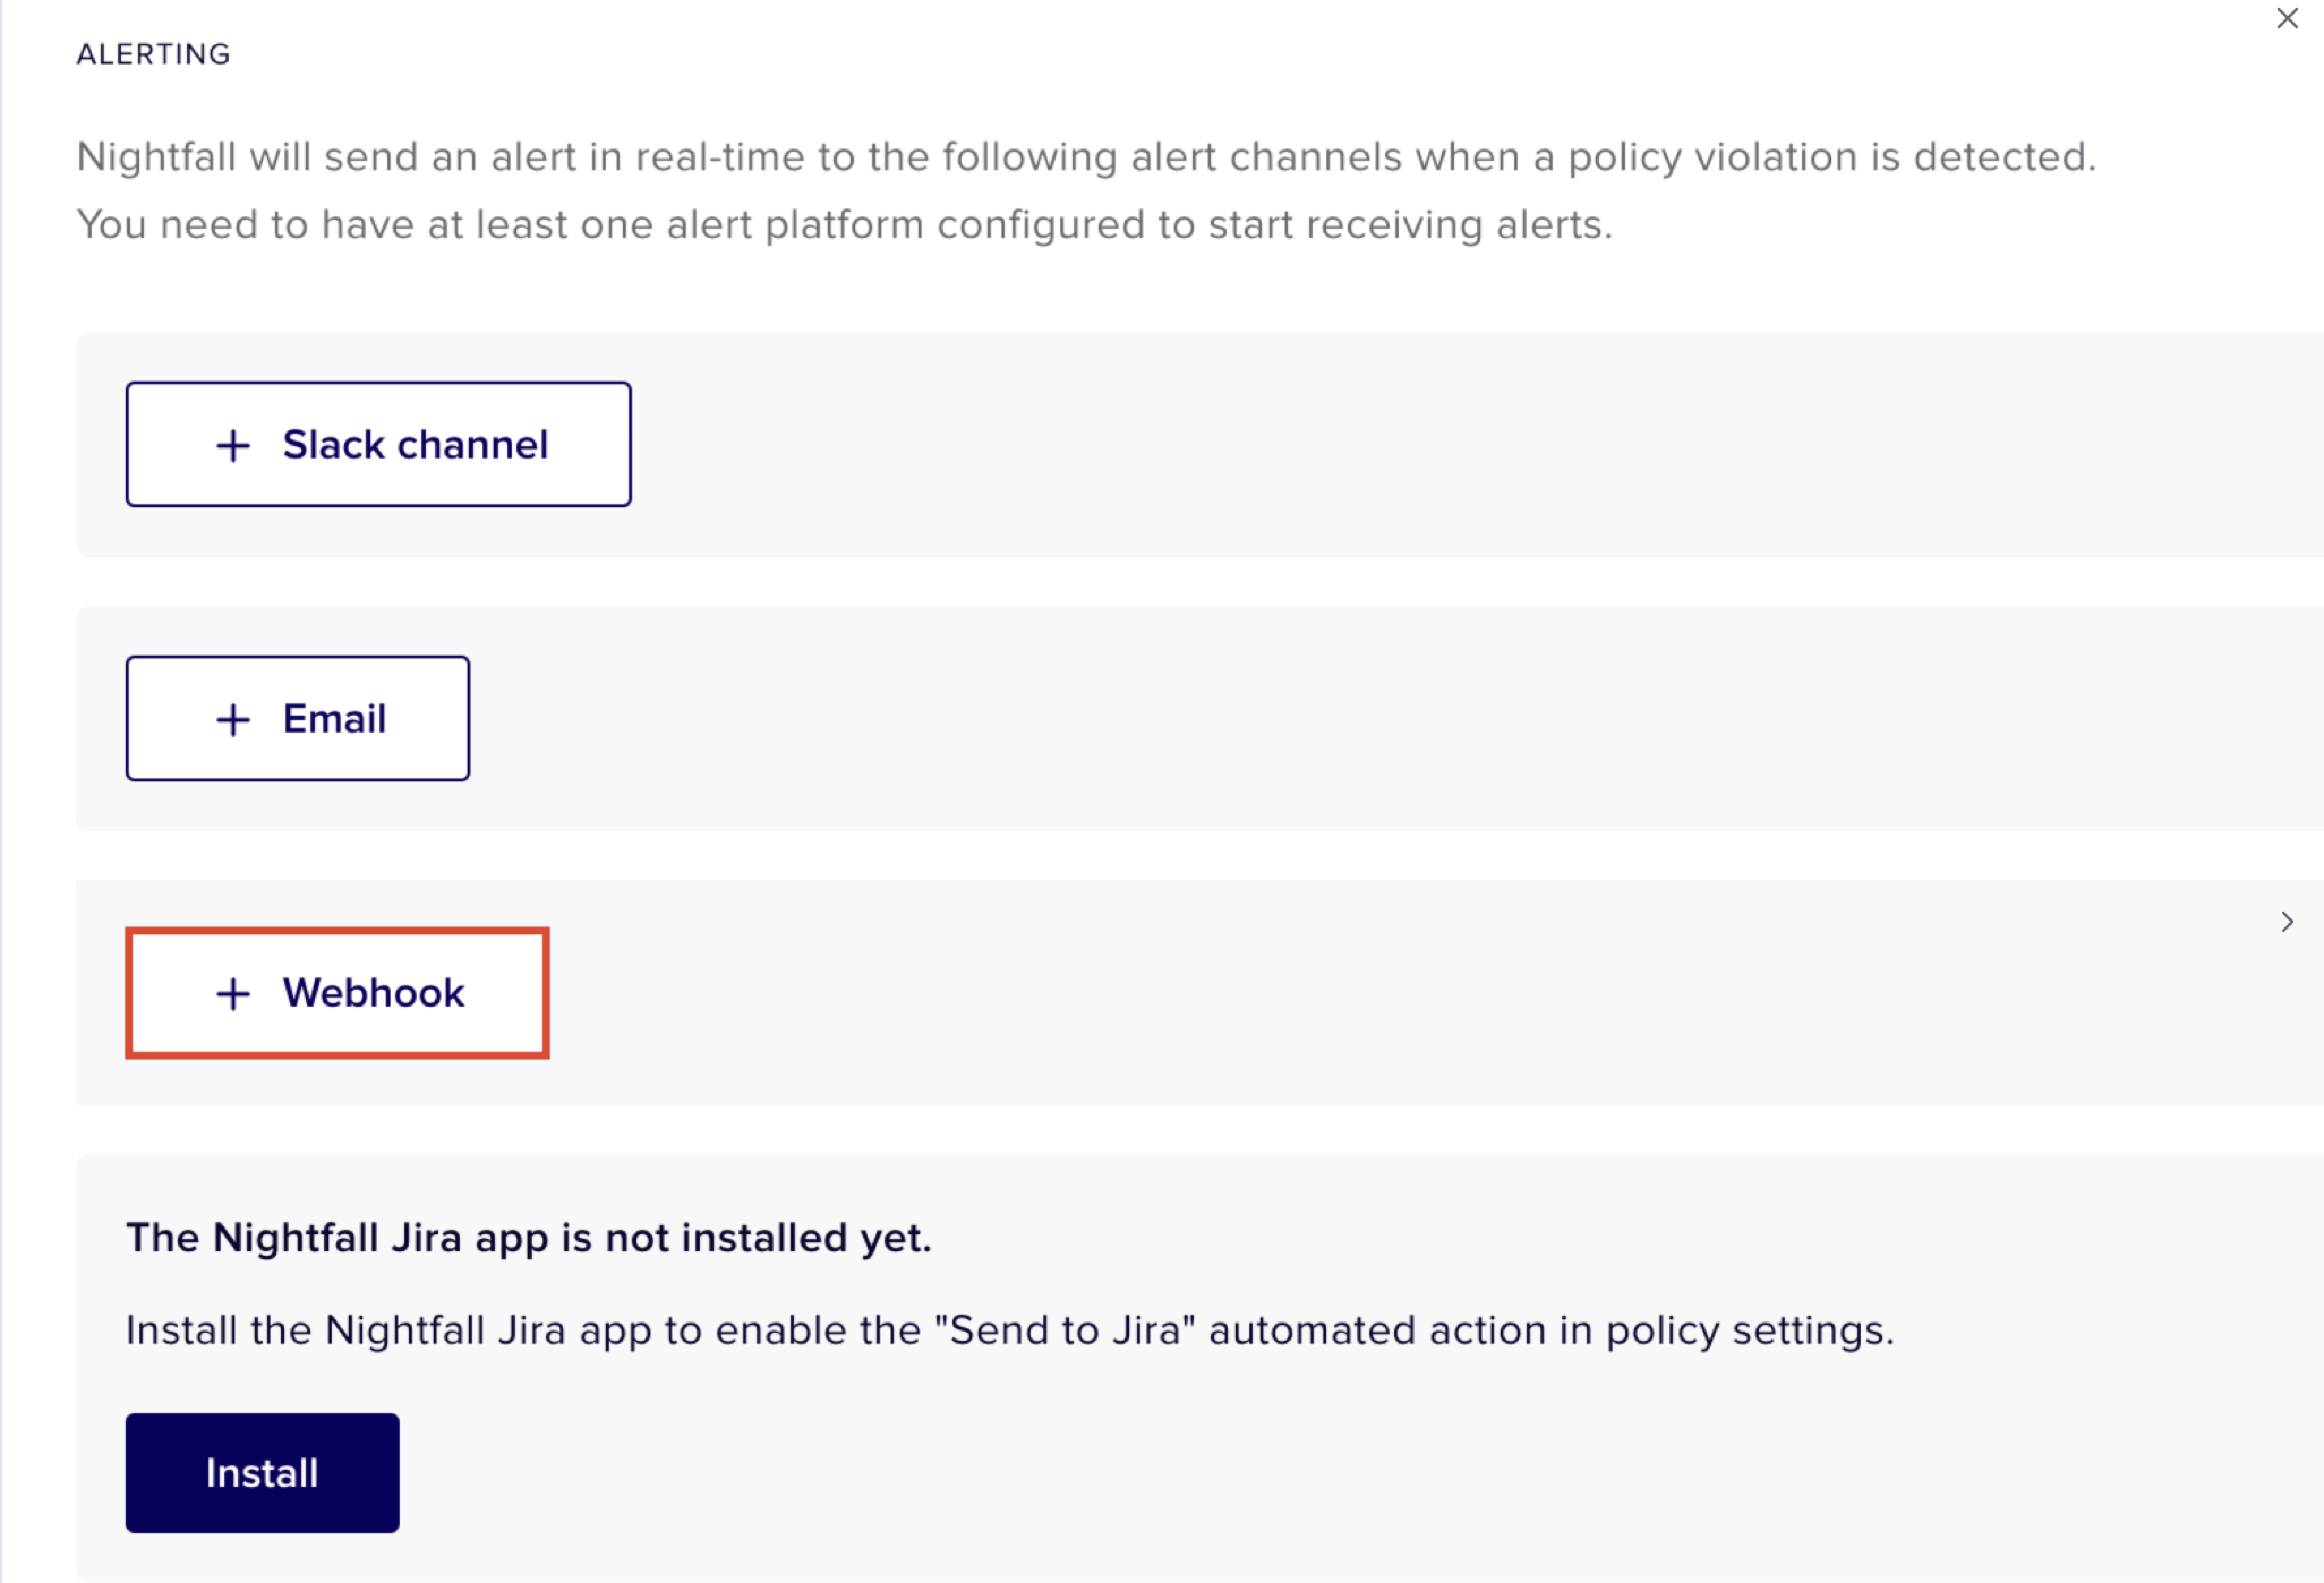 ALERTING
Nightfall will send an alert in real-time to the following alert channels when a policy violation is detected.
You need to have at least one alert platform configured to start receiving alerts.
+ Slack channel
+ Email
+ Webhook
The Nightfall Jira app is not installed yet.
Install the Nightfall Jira app to enable the "Send to Jira" automated action in policy settings.
Install